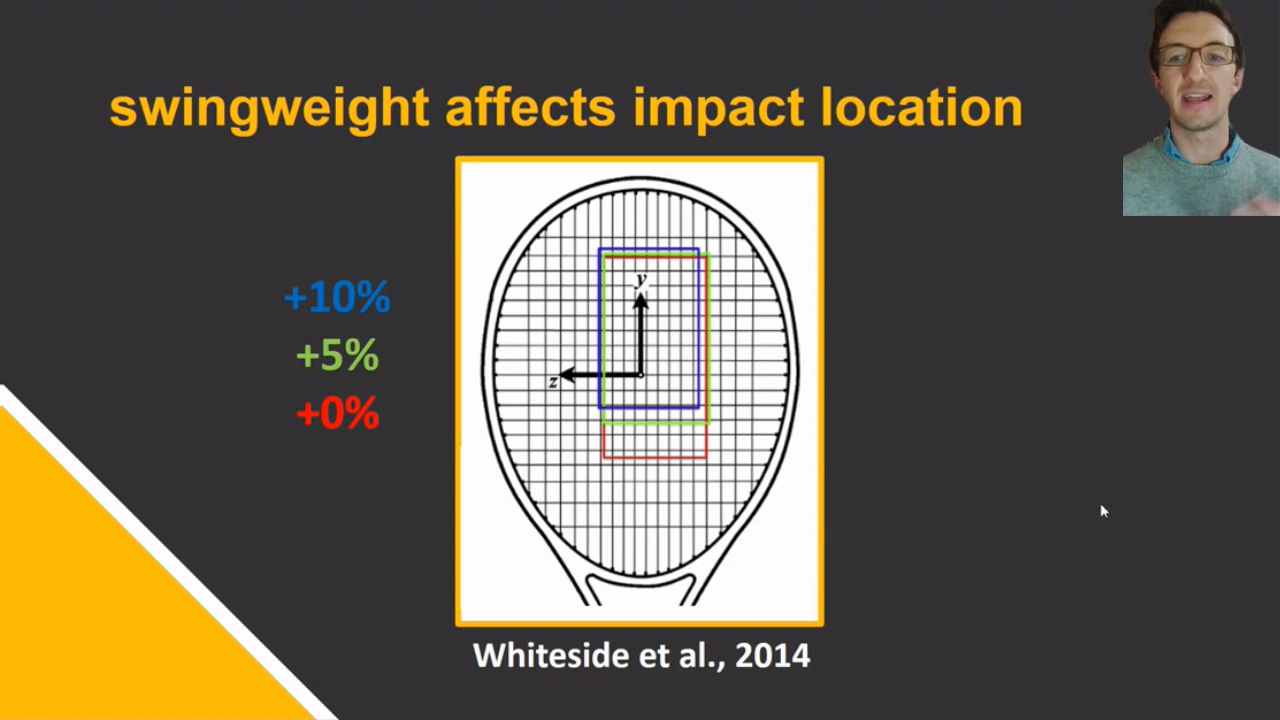 swingweight affects impact location
+10%
+5%
+0%
y
z
Whiteside et al., 2014